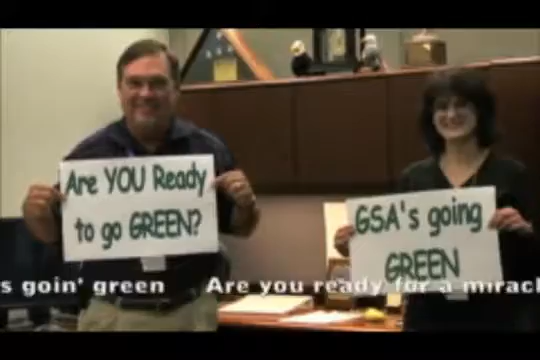 Are YOU Ready
to go GREEN?
GSA's going
GREEN
s goin' green Are you ready for a mirac